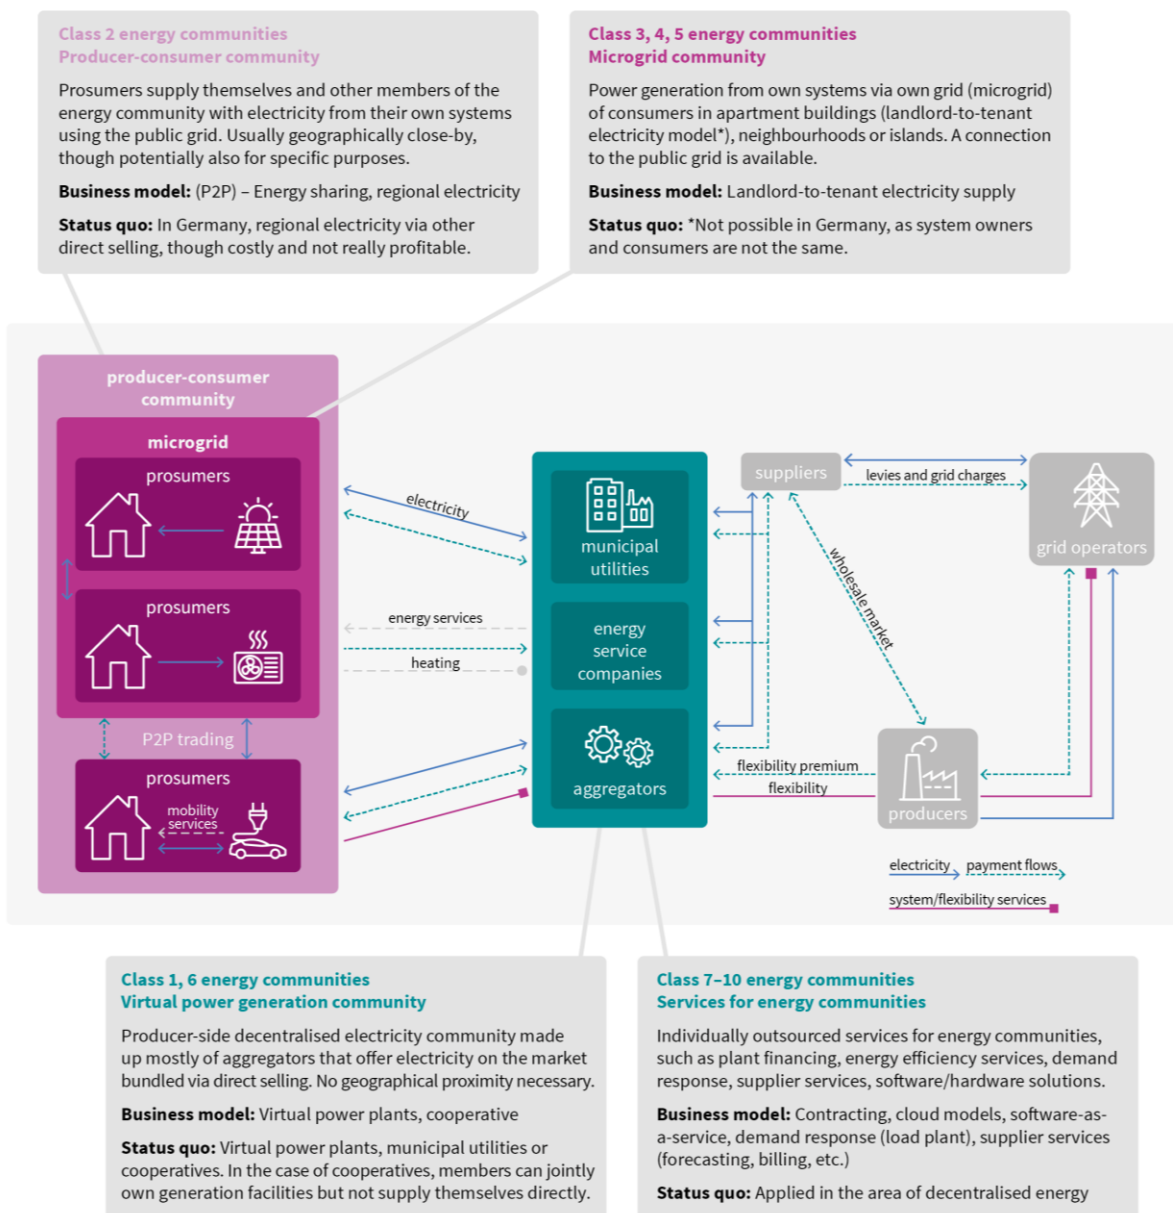 Class 2 energy communities
Producer-consumer community
Prosumers supply themselves and other members of the
energy community with electricity from their own systems
using the public grid. Usually geographically close-by,
though potentially also for specific purposes.
Business model: (P2P) – Energy sharing, regional electricity
Status quo: In Germany, regional electricity via other
direct selling, though costly and not really profitable.
Class 3, 4, 5 energy communities
Microgrid community
Power generation from own systems via own grid (microgrid)
of consumers in apartment buildings (landlord-to-tenant
electricity model*), neighbourhoods or islands. A connection
to the public grid is available.
Business model: Landlord-to-tenant electricity supply
Status quo: *Not possible in Germany, as system owners
and consumers are not the same.
producer-consumer
community
microgrid
prosumers
prosumers
P2P trading
prosumers
mobility
services
electricity
energy services
heating
municipal
utilities
energy
service
companies
aggregators
suppliers
levies and grid charges
grid operators
wholesale market
flexibility premium
flexibility
producers
electricity
payment flows
system/flexibility services
Class 1, 6 energy communities
Virtual power generation community
Producer-side decentralised electricity community made
up mostly of aggregators that offer electricity on the market
bundled via direct selling. No geographical proximity necessary.
Business model: Virtual power plants, cooperative
Status quo: Virtual power plants, municipal utilities or
cooperatives. In the case of cooperatives, members can jointly
own generation facilities but not supply themselves directly.
Class 7–10 energy communities
Services for energy communities
Individually outsourced services for energy communities,
such as plant financing, energy efficiency services, demand
response, supplier services, software/hardware solutions.
Business model: Contracting, cloud models, software-as-
a-service, demand response (load plant), supplier services
(forecasting, billing, etc.)
Status quo: Applied in the area of decentralised energy